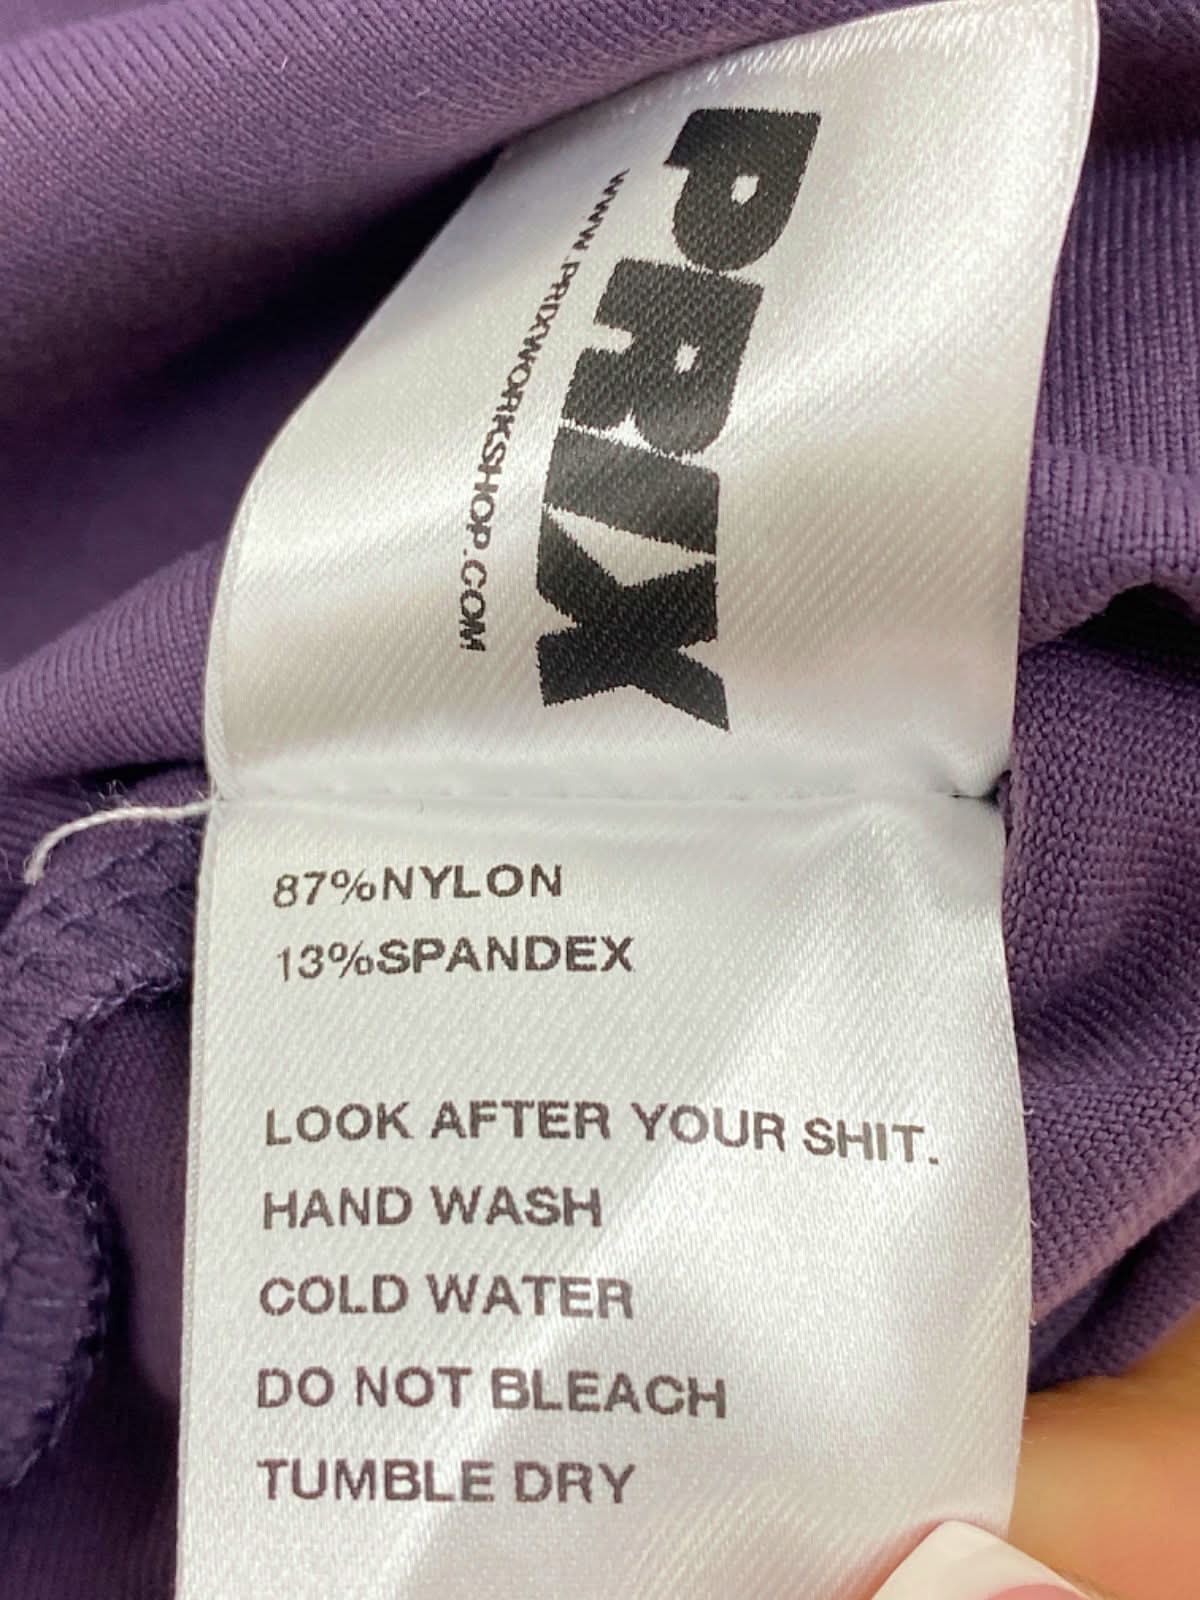 PRIX
WWW.PRIXWORKSHOP.COM
87%NYLON
13%SPANDEX
LOOK AFTER YOUR SHIT.
HAND WASH
COLD WATER
DO NOT BLEACH
TUMBLE DRY